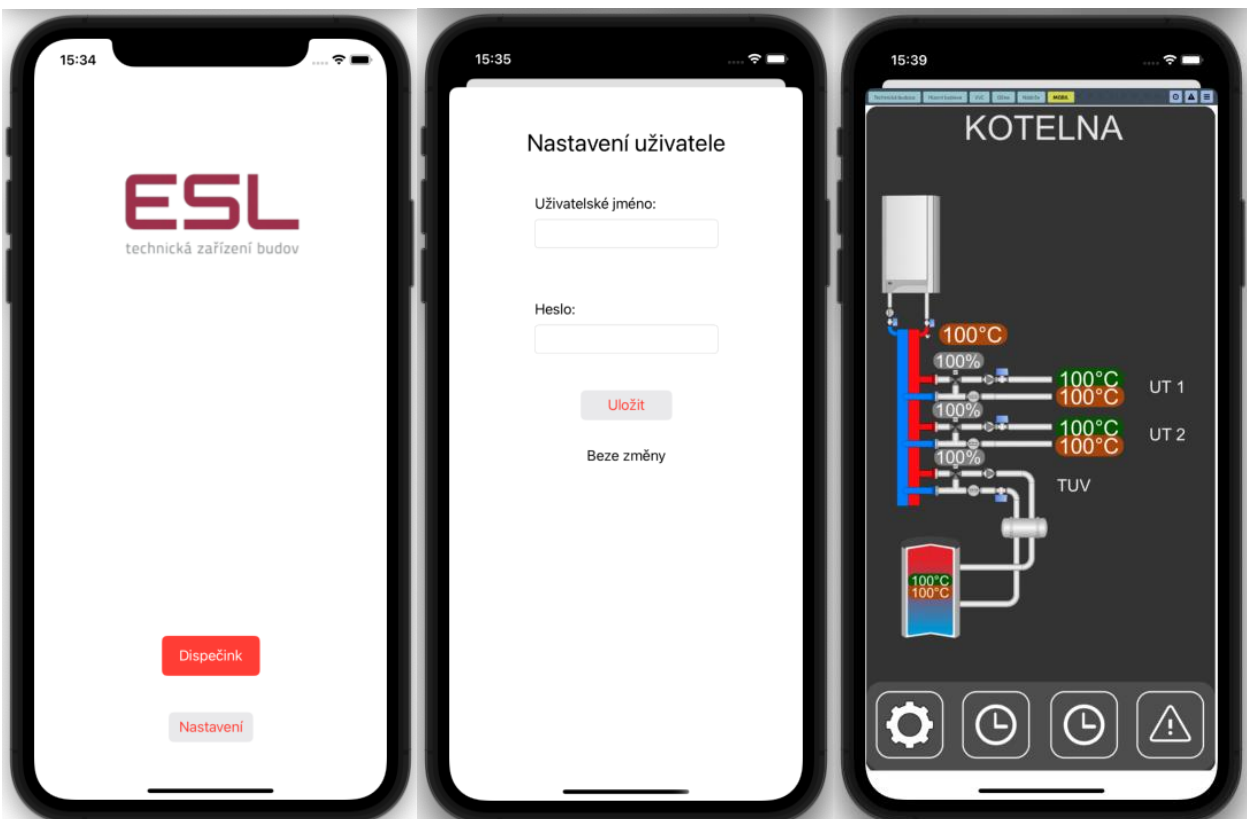 15:34
ESL
technická zařízení budov
Dispečink
Nastavení
15:35
Nastavení uživatele
Uživatelské jméno:
Heslo:
Uložit
Beze změny
15:39
MOBIL
KOTELNA
100°C
100%
100°C
100°C
UT 1
100%
100°C
100°C
UT 2
100%
TUV
100°C
100°C